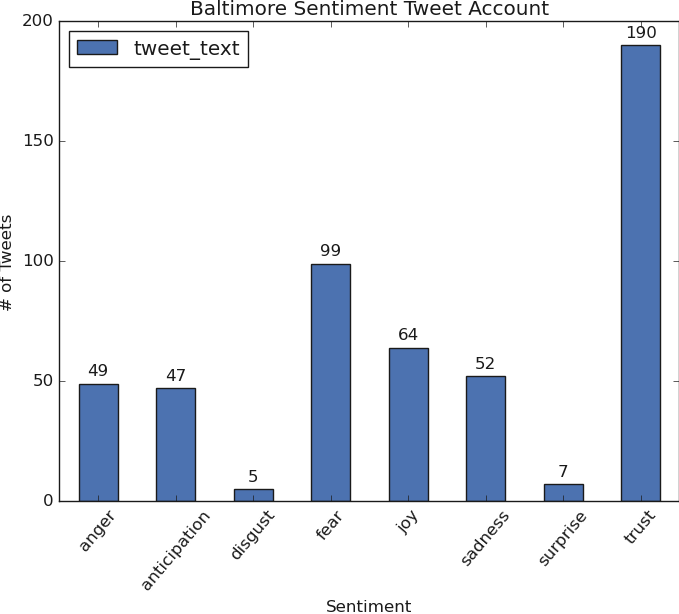 Baltimore Sentiment Tweet Account
tweet_text
# of Tweets
200
150
100
50
0
49
47
5
99
64
52
7
190
anger
anticipation
disgust
fear
joy
sadness
surprise
trust
Sentiment